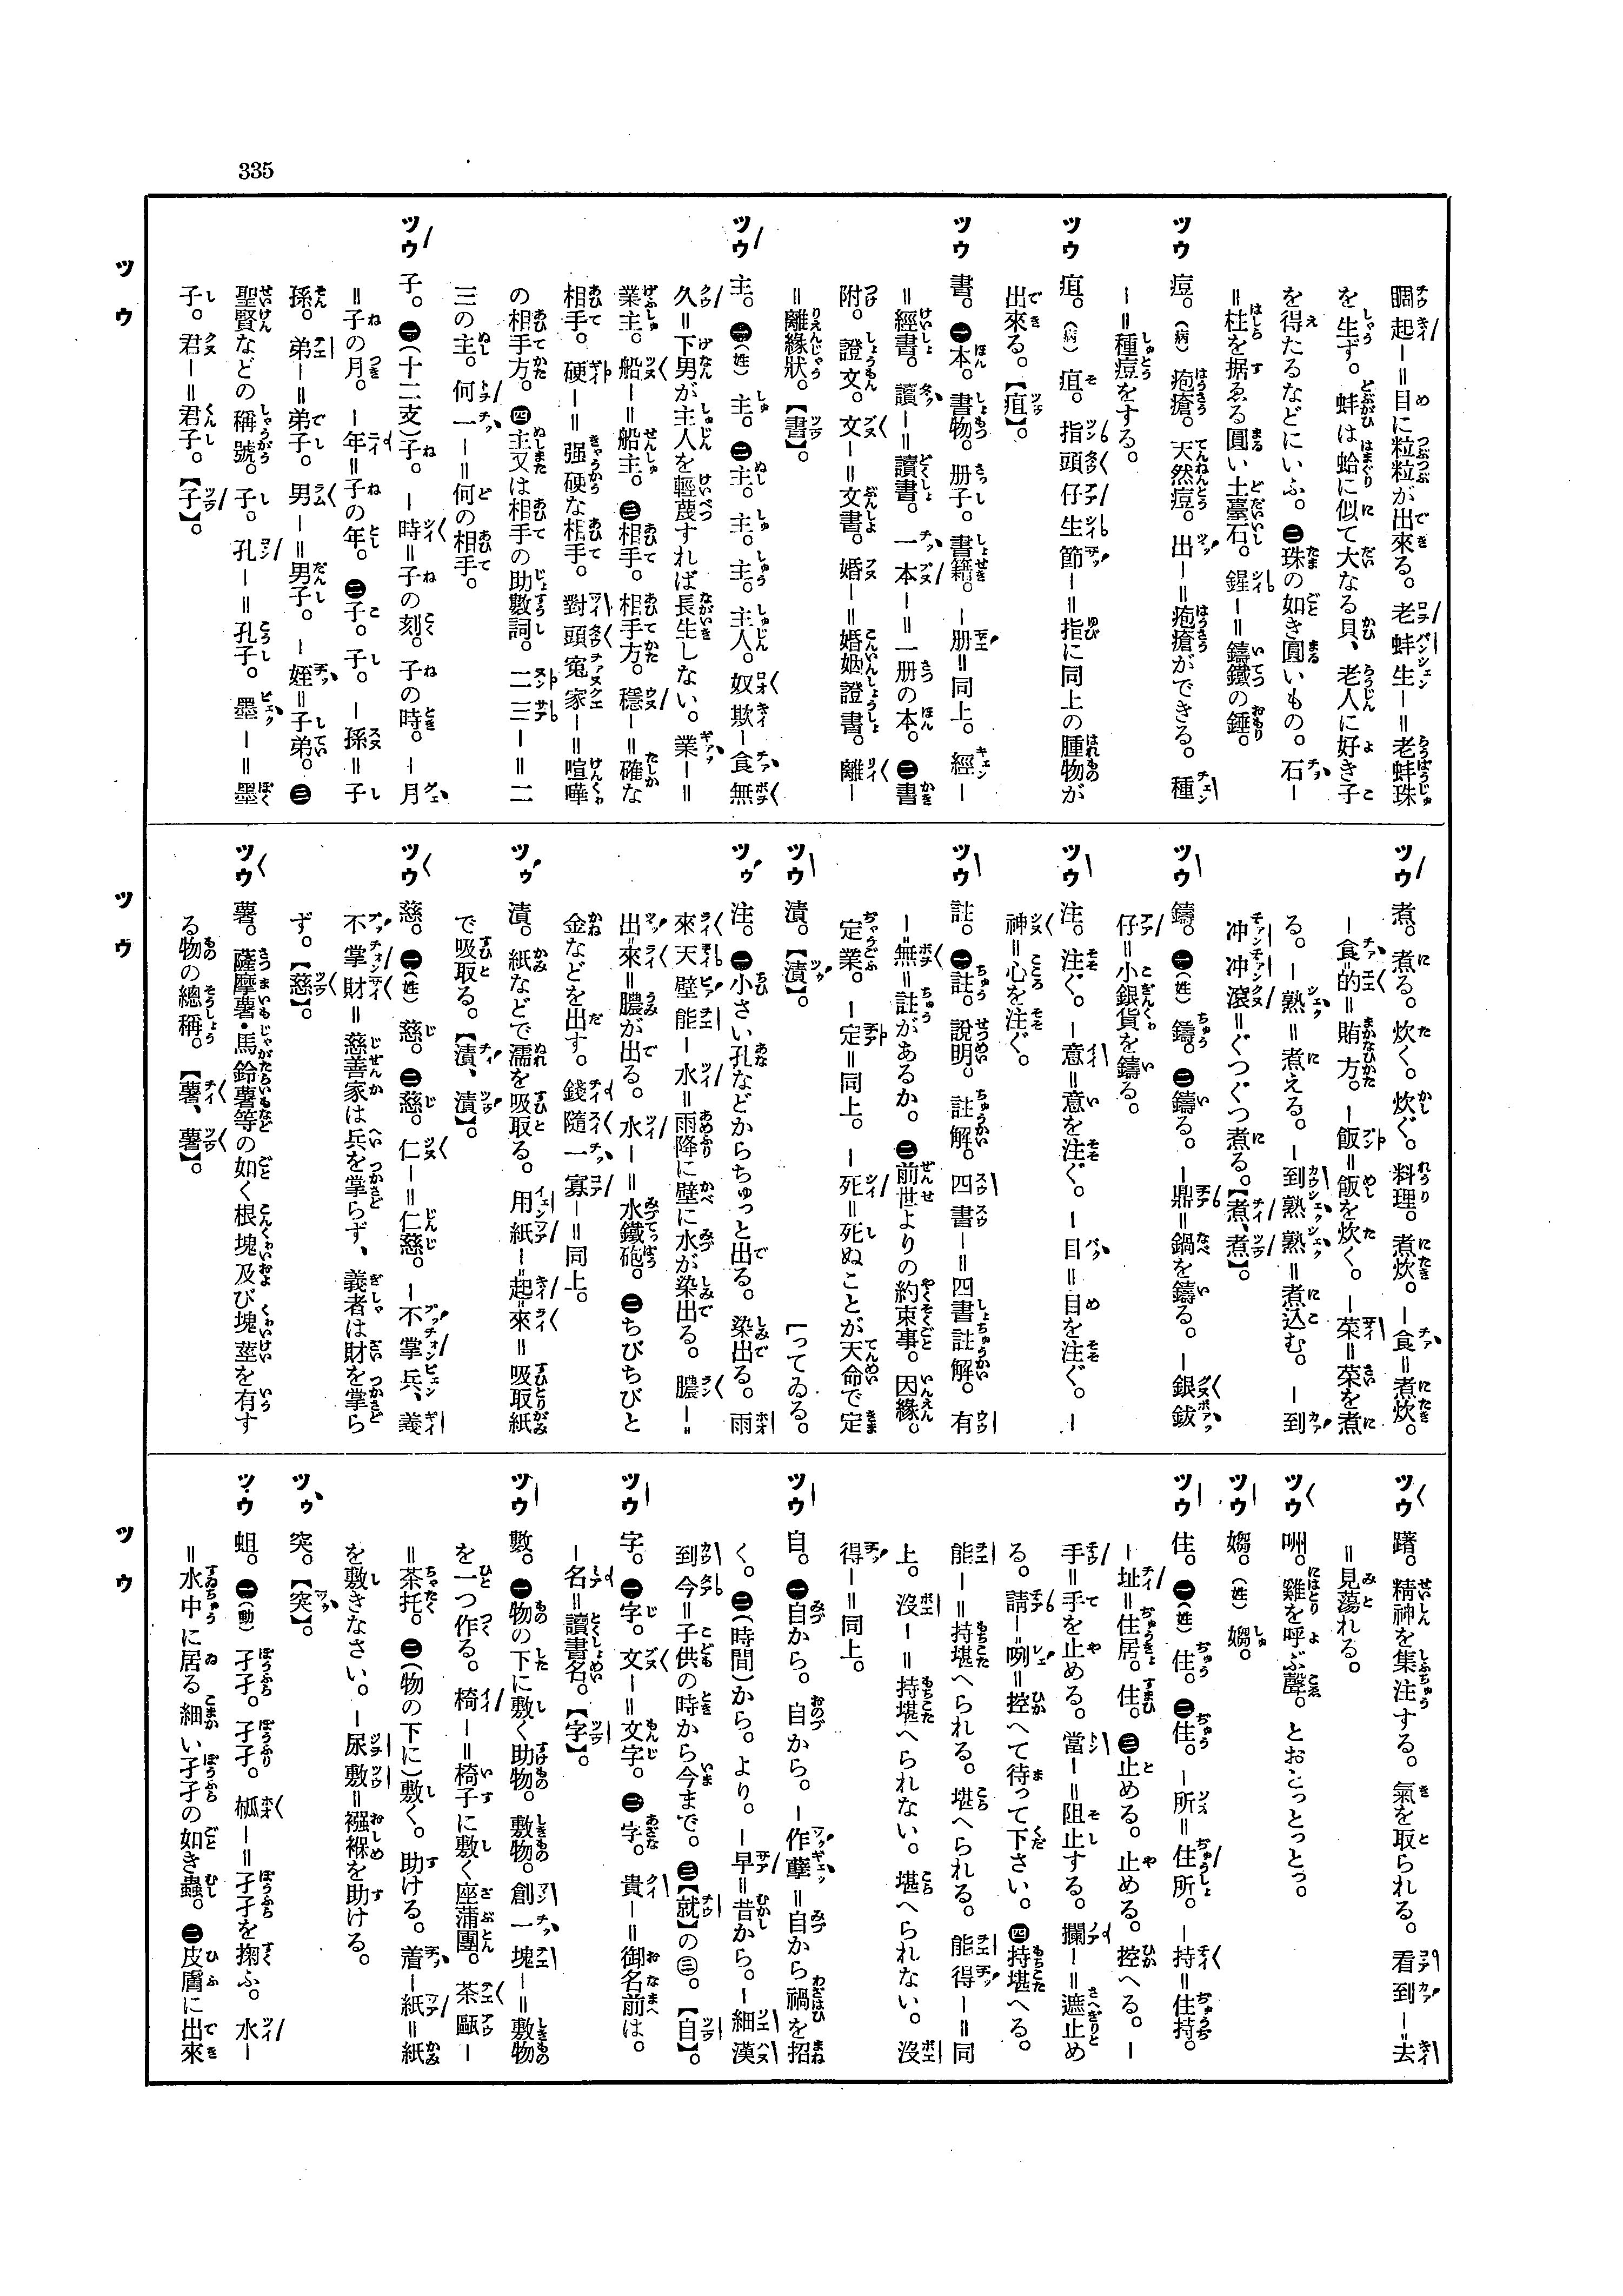 335
睭起ー＝目に粒粒が出來る。老蚌生ー＝老蚌珠
を生ず。蚌は蛤に似て大なる貝、老人に好き子
を得たるなどにいふ。㊁珠の如き圓いもの。石ー
＝柱を据ゑる圓い土臺石。鍟ー＝鑄鐵の錘。
ツウ 痘。(病) 疱瘡。天然痘。出ー＝疱瘡ができる。種
ー＝種痘をする。
ツウ 疽。(病) 疽。指頭仔生節ー＝指に同上の腫物が
出來る。【疽】。
ツウ 書。㊀本。書物。册子。書籍。ー册＝同上。經ー
＝經書。讀ー＝讀書。一本ー＝一册の本。㊁書
附。證文。文ー＝文書。婚ー＝婚姻證書。離ー
＝離緣狀。【書】。
ツウ 主。㊀(姓) 主。㊁主。主。主。主人。奴欺ー食無
久＝下男が主人を輕蔑すれば長生しない。業ー＝
業主。船ー＝船主。㊂相手。相手方。穩ー＝確な
相手。硬ー＝强硬な相手。對頭寃家ー＝喧嘩
の相手方。㊃主又は相手の助數詞。二三ー＝二
三の主。何一ー＝何の相手。
ツウ 子。㊀(十二支)子。ー時＝子の刻。子の時。ー月
＝子の月。ー年＝子の年。㊁子。子。ー孫＝子
孫。弟ー＝弟子。男ー＝男子。ー姪＝子弟。㊂
聖賢などの稱號。子。孔ー＝孔子。墨ー＝墨
子。君ー＝君子。【子】。
ツウ
ツウ 煮。煮る。炊く。炊ぐ。料理。煮炊。ー食＝煮炊。
ー食的＝賄方。ー飯＝飯を炊く。ー菜＝菜を煮
る。ー熟＝煮える。ー到熟熟＝煮込む。ー到
冲冲滾＝ぐつぐつ煮る。【煮、煮】。
ツウ 鑄。㊀(姓) 鑄。㊁鑄る。ー鼎＝鍋を鑄る。ー銀鈸
仔＝小銀貨を鑄る。
ツウ 注。注ぐ。ー意＝意を注ぐ。ー目＝目を注ぐ。ー
神＝心を注ぐ。
ツウ 註。㊀註。說明。註解。四書ー＝四書註解。有
ー無＝註があるか。㊁前世よりの約束事。因緣。
定業。ー定＝同上。ー死＝死ぬことが天命で定
ツウ 漬。【漬】。 [ってゐる。
ツゥ 注。㊀小さい孔などからちゅっと出る。染出る。雨
來天壁能ー水＝雨降に壁に水が染出る。膿ー＝
出＝來＝膿が出る。水ー＝水鐵砲。㊁ちびちびと
金などを出す。錢隨一寡ー＝同上。
ツゥ 漬。紙などで濡を吸取る。用紙ー＝起＝來＝吸取紙
で吸取る。【漬、漬】。
ツウ 慈。㊀(姓) 慈。㊁慈。仁ー＝仁慈。ー不掌兵、義
不掌財＝慈善家は兵を掌らず、義者は財を掌ら
ず。【慈】。
ツウ 薯。薩摩薯・馬鈴薯等の如く根塊及び塊莖を有す
る物の總稱。【薯、薯】。
ツウ
ツウ 躇。精神を集注する。氣を取られる。看到ー＝去
＝見蕩れる。
ツウ 喌。雞を呼ぶ聲。とおとっとっとっ。
ツウ 媰。(姓) 媰。
ツウ 住。㊀(姓) 住。㊁住。ー所＝住所。ー持＝住持。
ー址＝住居。住。㊂止める。止める。控へる。ー
手＝手を止める。當ー＝阻止する。攔ー＝遮止め
る。請ー＝咧＝控へて待って下さい。㊃持堪へる。
能ー＝持堪へられる。堪へられる。能得ー＝同
上。沒ー＝持堪へられない。堪へられない。沒
得ー＝同上。
ツウ 自。㊀自から。自から。ー作孽＝自から禍を招
く。㊁(時間)から。より。ー早＝昔から。ー細漢
到今＝子供の時から今まで。㊂【就】の㊂。【自】。
ツウ 字。㊀字。文ー＝文字。㊁字。貴ー＝御名前は。
ー名＝讀書名。【字】。
ツウ 敷。㊀物の下に敷く助物。敷物。創一塊ー＝敷物
を一つ作る。椅ー＝椅子に敷く座蒲團。茶甌ー
＝茶托。㊁(物の下に)敷く。助ける。着ー紙＝紙
を敷きなさい。ー尿敷＝襁褓を助ける。
ツゥ 突。【突】。
ツ・ウ 蛆。㊀(動) 孑孑。孑孑。柧ー＝孑孑を掬ふ。水ー
＝水中に居る細い孑孑の如き蟲。㊁皮膚に出來
ツウ